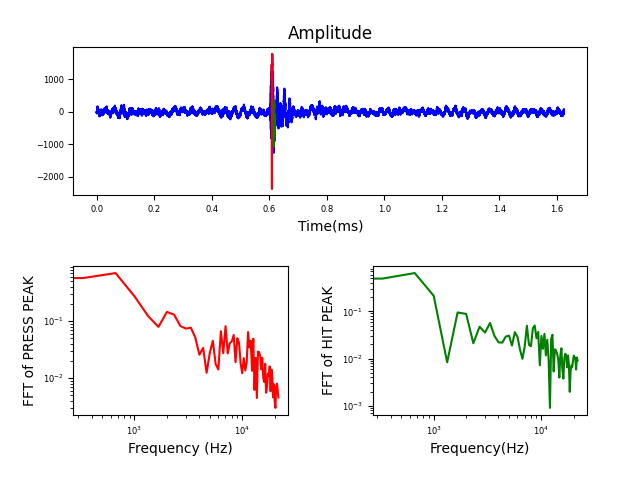 Amplitude
1000
0
−1000
−2000
0.0 0.2 0.4 0.6 0.8 1.0 1.2 1.4 1.6
Time(ms)
FFT of PRESS PEAK
10⁻¹
10⁻²
10³ 10⁴
Frequency (Hz)
FFT of HIT PEAK
10⁻¹
10⁻²
10⁻³
10³ 10⁴
Frequency(Hz)